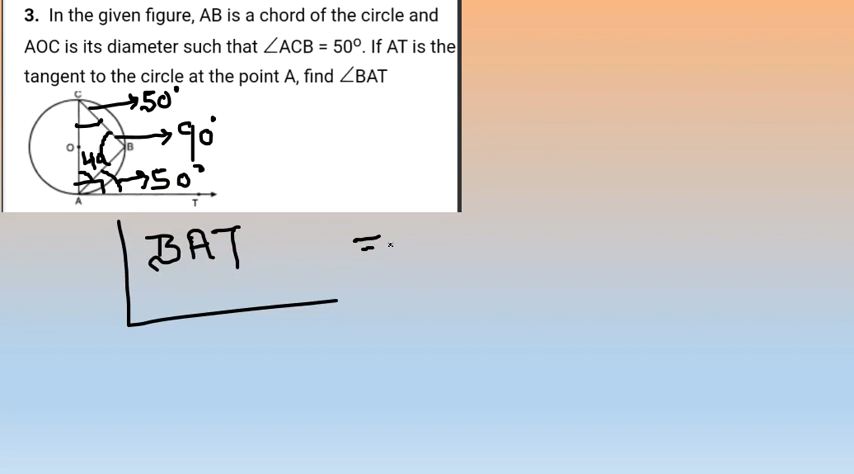 3. In the given figure, AB is a chord of the circle and
AOC is its diameter such that ∠ACB = 50°. If AT is the
tangent to the circle at the point A, find ∠BAT
C
50°
90°
O
B
40
50°
A
T
BAT =